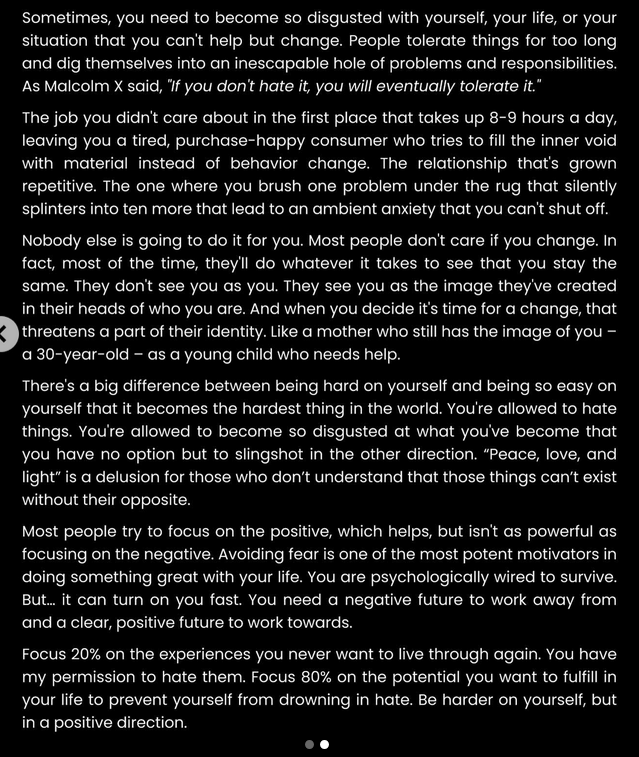 Sometimes, you need to become so disgusted with yourself, your life, or your
situation that you can't help but change. People tolerate things for too long
and dig themselves into an inescapable hole of problems and responsibilities.
As Malcolm X said, "If you don't hate it, you will eventually tolerate it."
The job you didn't care about in the first place that takes up 8-9 hours a day,
leaving you a tired, purchase-happy consumer who tries to fill the inner void
with material instead of behavior change. The relationship that's grown
repetitive. The one where you brush one problem under the rug that silently
splinters into ten more that lead to an ambient anxiety that you can't shut off.
Nobody else is going to do it for you. Most people don't care if you change. In
fact, most of the time, they'll do whatever it takes to see that you stay the
same. They don't see you as you. They see you as the image they've created
in their heads of who you are. And when you decide it's time for a change, that
threatens a part of their identity. Like a mother who still has the image of you –
a 30-year-old – as a young child who needs help.
There's a big difference between being hard on yourself and being so easy on
yourself that it becomes the hardest thing in the world. You're allowed to hate
things. You're allowed to become so disgusted at what you've become that
you have no option but to slingshot in the other direction. “Peace, love, and
light” is a delusion for those who don’t understand that those things can’t exist
without their opposite.
Most people try to focus on the positive, which helps, but isn't as powerful as
focusing on the negative. Avoiding fear is one of the most potent motivators in
doing something great with your life. You are psychologically wired to survive.
But... it can turn on you fast. You need a negative future to work away from
and a clear, positive future to work towards.
Focus 20% on the experiences you never want to live through again. You have
my permission to hate them. Focus 80% on the potential you want to fulfill in
your life to prevent yourself from drowning in hate. Be harder on yourself, but
in a positive direction.